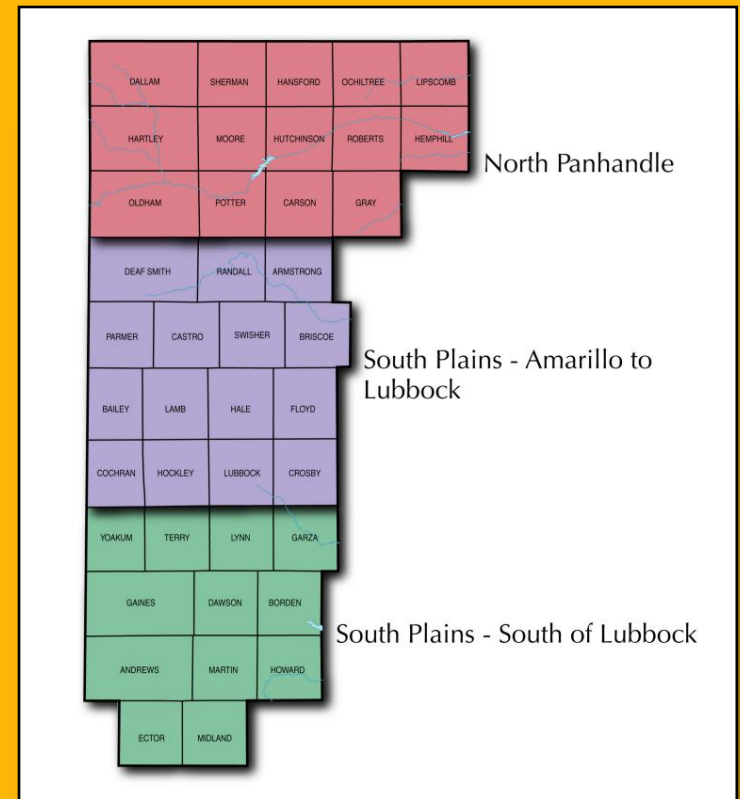 DALLAM SHERMAN HANSFORD OCHILTREE LIPSCOMB
HARTLEY MOORE HUTCHINSON ROBERTS HEMPHILL
North Panhandle
OLDHAM POTTER CARSON GRAY
DEAF SMITH RANDALL ARMSTRONG
PARMER CASTRO SWISHER BRISCOE
South Plains - Amarillo to
Lubbock
BAILEY LAMB HALE FLOYD
COCHRAN HOCKLEY LUBBOCK CROSBY
YOAKUM TERRY LYNN GARZA
GAINES DAWSON BORDEN
South Plains - South of Lubbock
ANDREWS MARTIN HOWARD
ECTOR MIDLAND